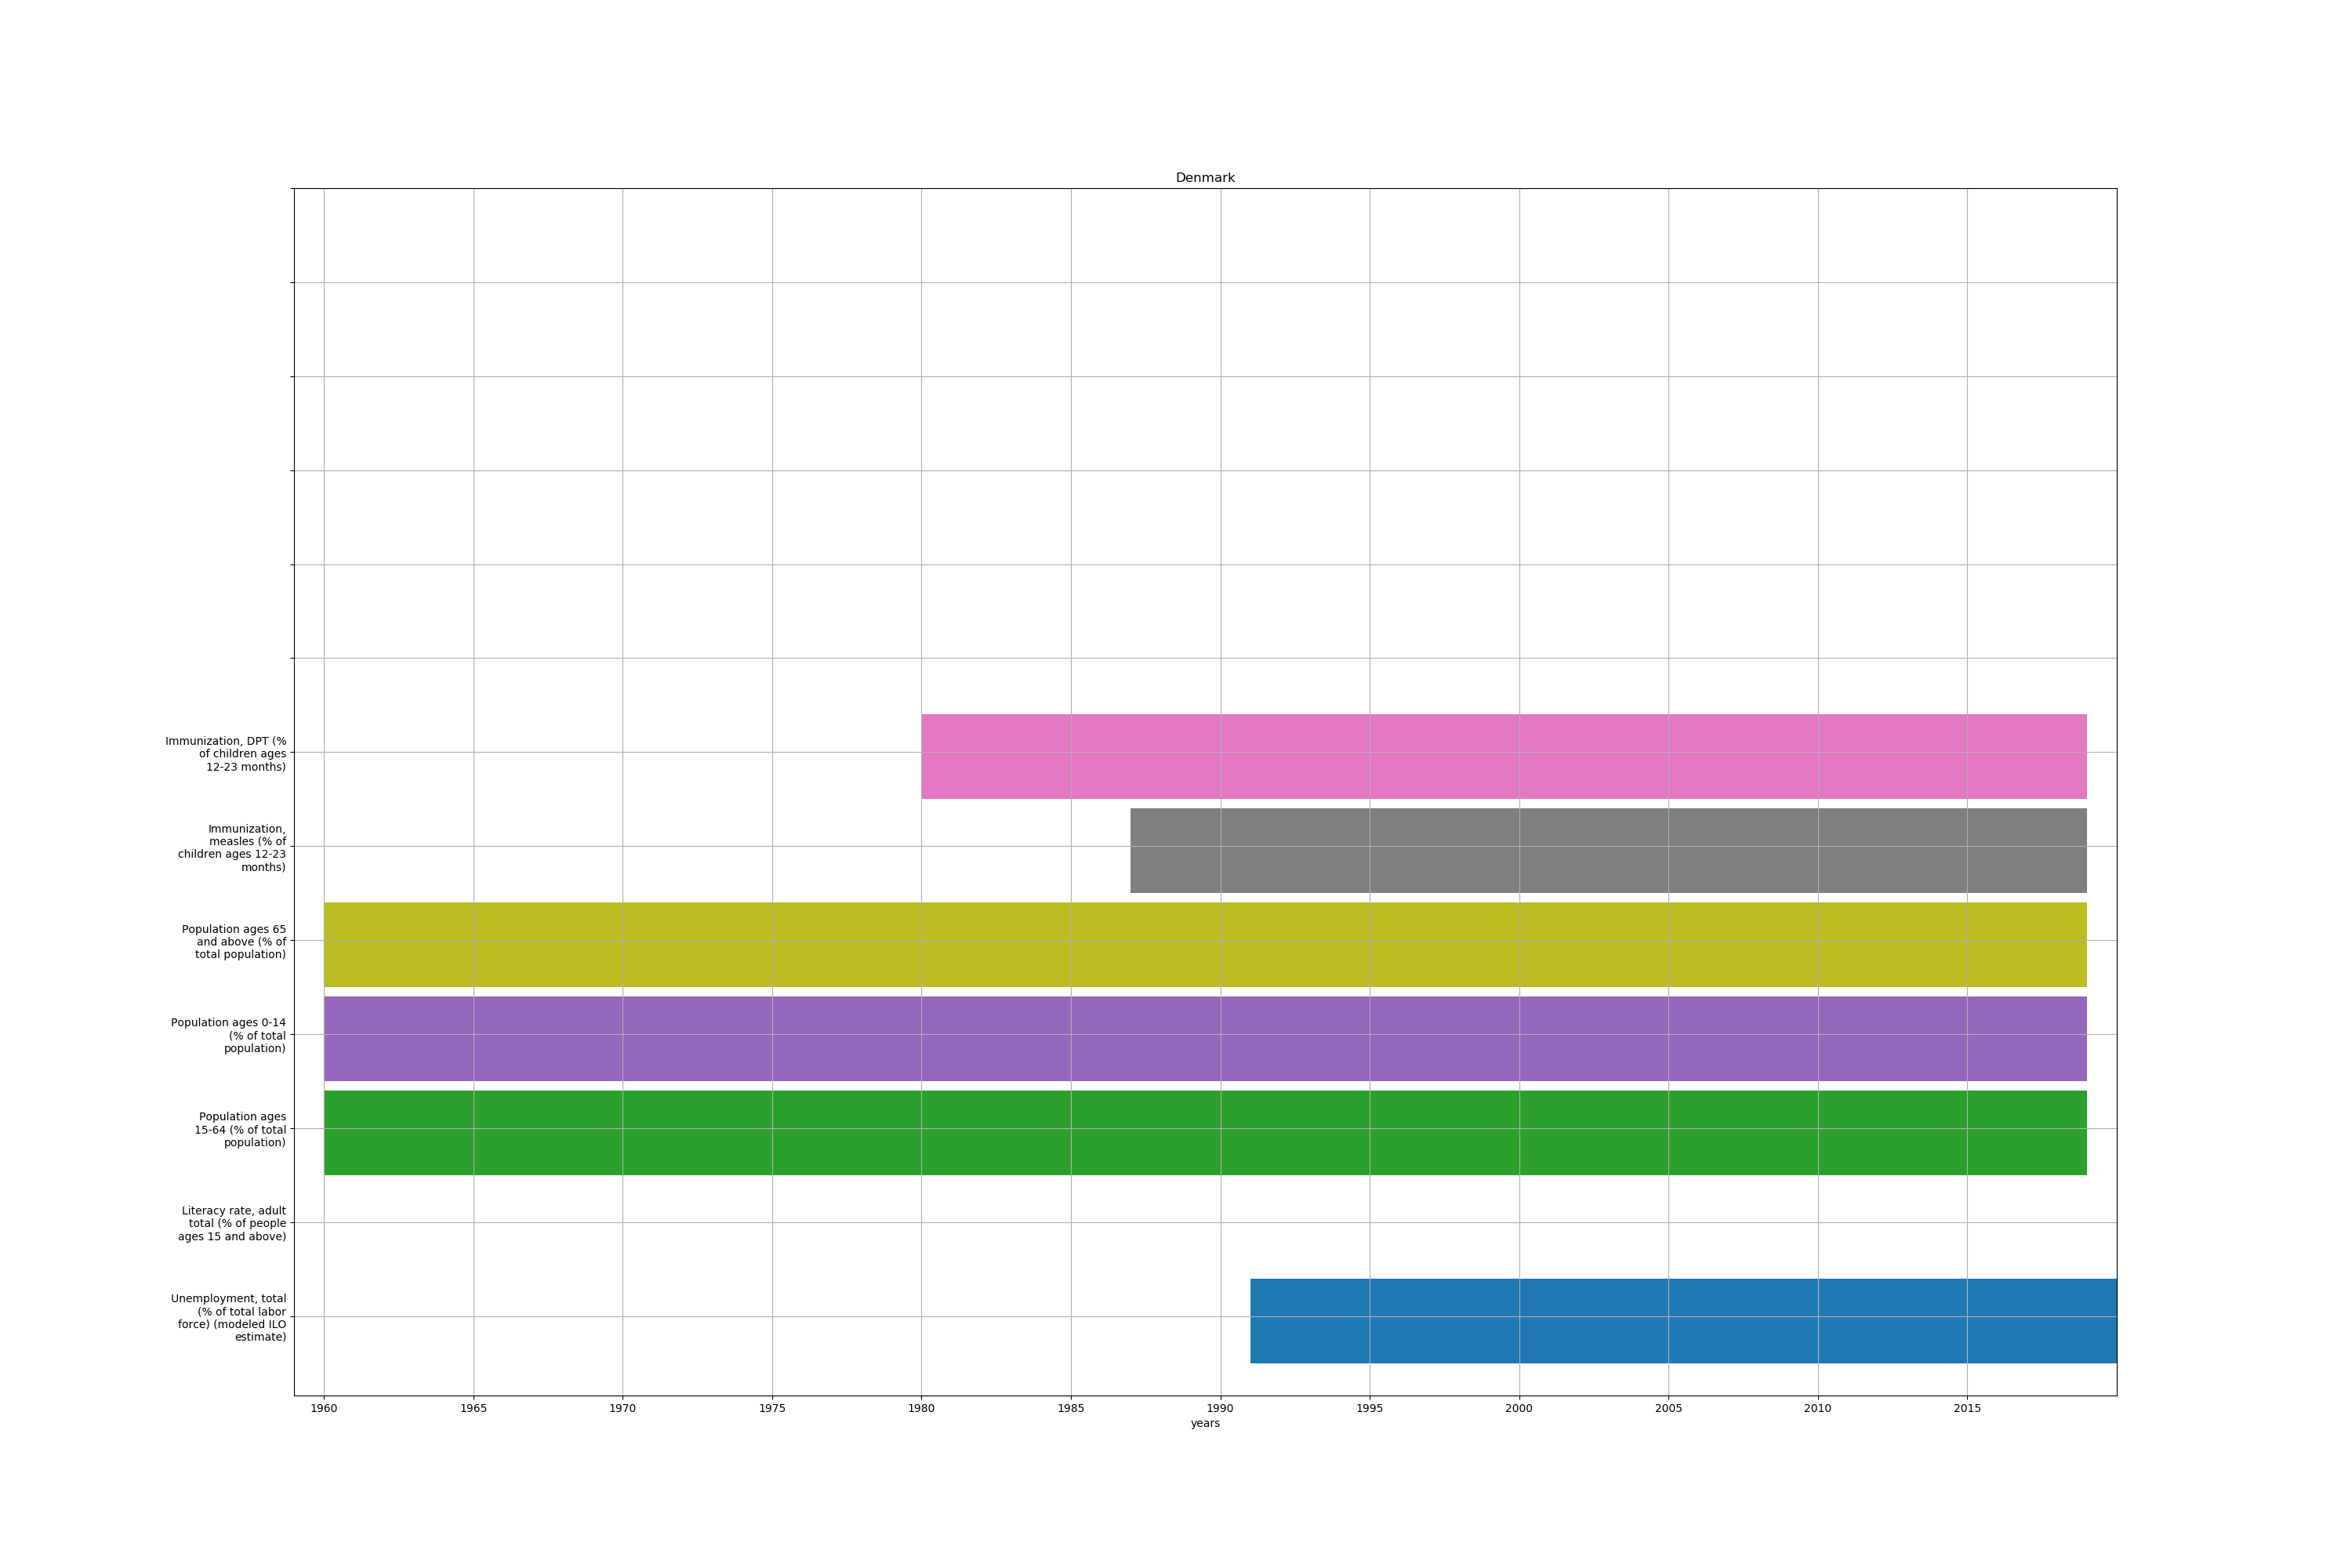 Denmark
Immunization, DPT (%
of children ages
12-23 months)
Immunization,
measles (% of
children ages 12-23
months)
Population ages 65
and above (% of
total population)
Population ages 0-14
(% of total
population)
Population ages
15-64 (% of total
population)
Literacy rate, adult
total (% of people
ages 15 and above)
Unemployment, total
(% of total labor
force) (modeled ILO
estimate)
1960 1965 1970 1975 1980 1985 1990 1995 2000 2005 2010 2015
years